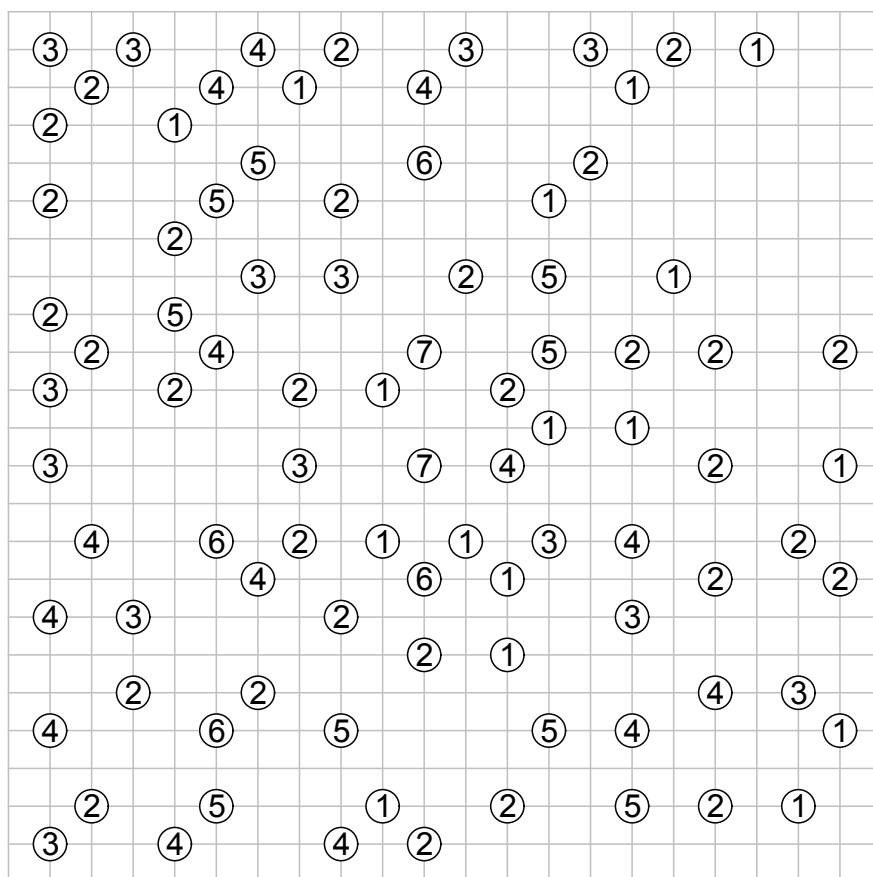 3 3 4 2 3 3 2 1
2 4 1 4 1
2 1
5 6 2
2 5 2 1
2
3 3 2 5 1
2 5
2 4 7 5 2 2 2
3 2 2 1 2
1 1
3 3 7 4 2 1
4 6 2 1 1 3 4 2
4 6 1 2 2
4 3 2 3
2 1
2 2 4 3
4 6 5 5 4 1
2 5 1 2 5 2 1
3 4 4 2